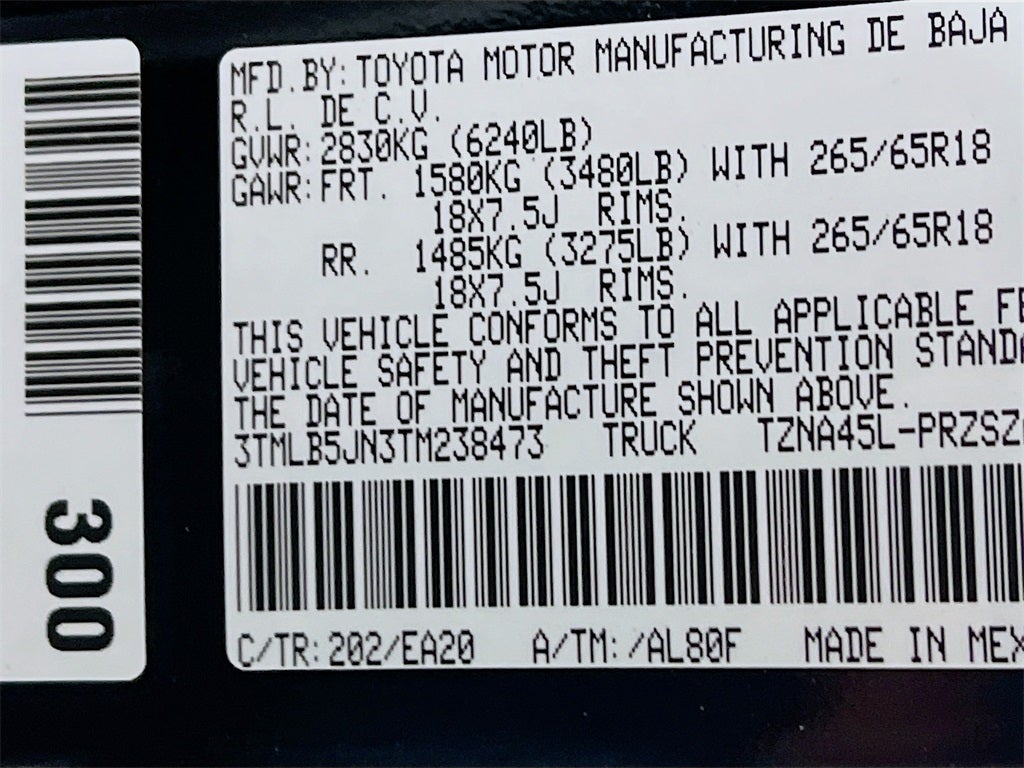 300
MFD.BY:TOYOTA MOTOR MANUFACTURING DE BAJA
R.L. DE C.V.
GVWR:2830KG (6240LB)
GAWR:FRT. 1580KG (3480LB) WITH 265/65R18
18X7.5J RIMS.
RR. 1485KG (3275LB) WITH 265/65R18
18X7.5J RIMS.
THIS VEHICLE CONFORMS TO ALL APPLICABLE
VEHICLE SAFETY AND THEFT PREVENTION
THE DATE OF MANUFACTURE SHOWN ABOVE.
3TMLB5JN3TM238473 TRUCK TZNA45L-PRZSZ
C/TR:202/EA20 A/TM:/AL80F MADE IN MEX